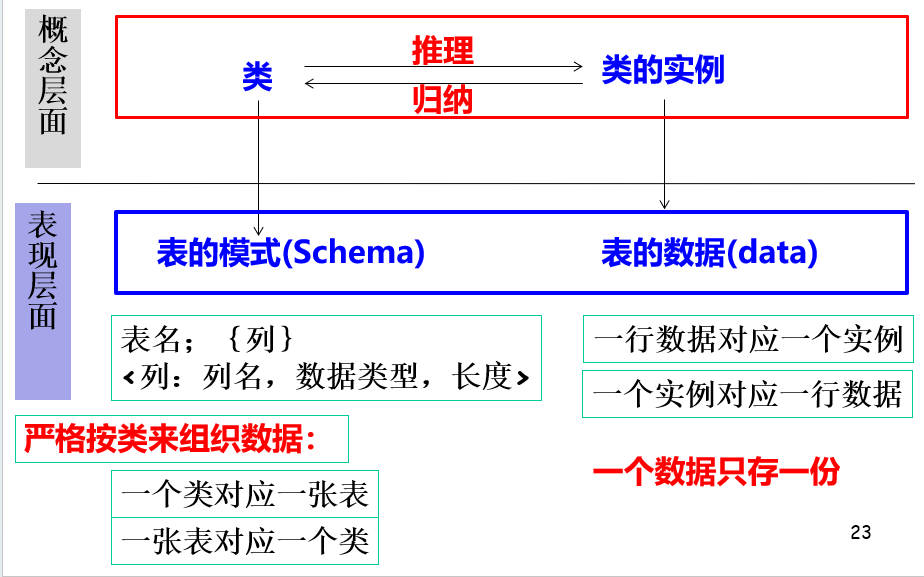 概念层面
类
推理
归纳
类的实例
表现层面
表的模式(Schema)
表的数据(data)
表名；｛列｝
<列：列名，数据类型，长度>
一行数据对应一个实例
一个实例对应一行数据
严格按类来组织数据：
一个类对应一张表
一张表对应一个类
一个数据只存一份
23